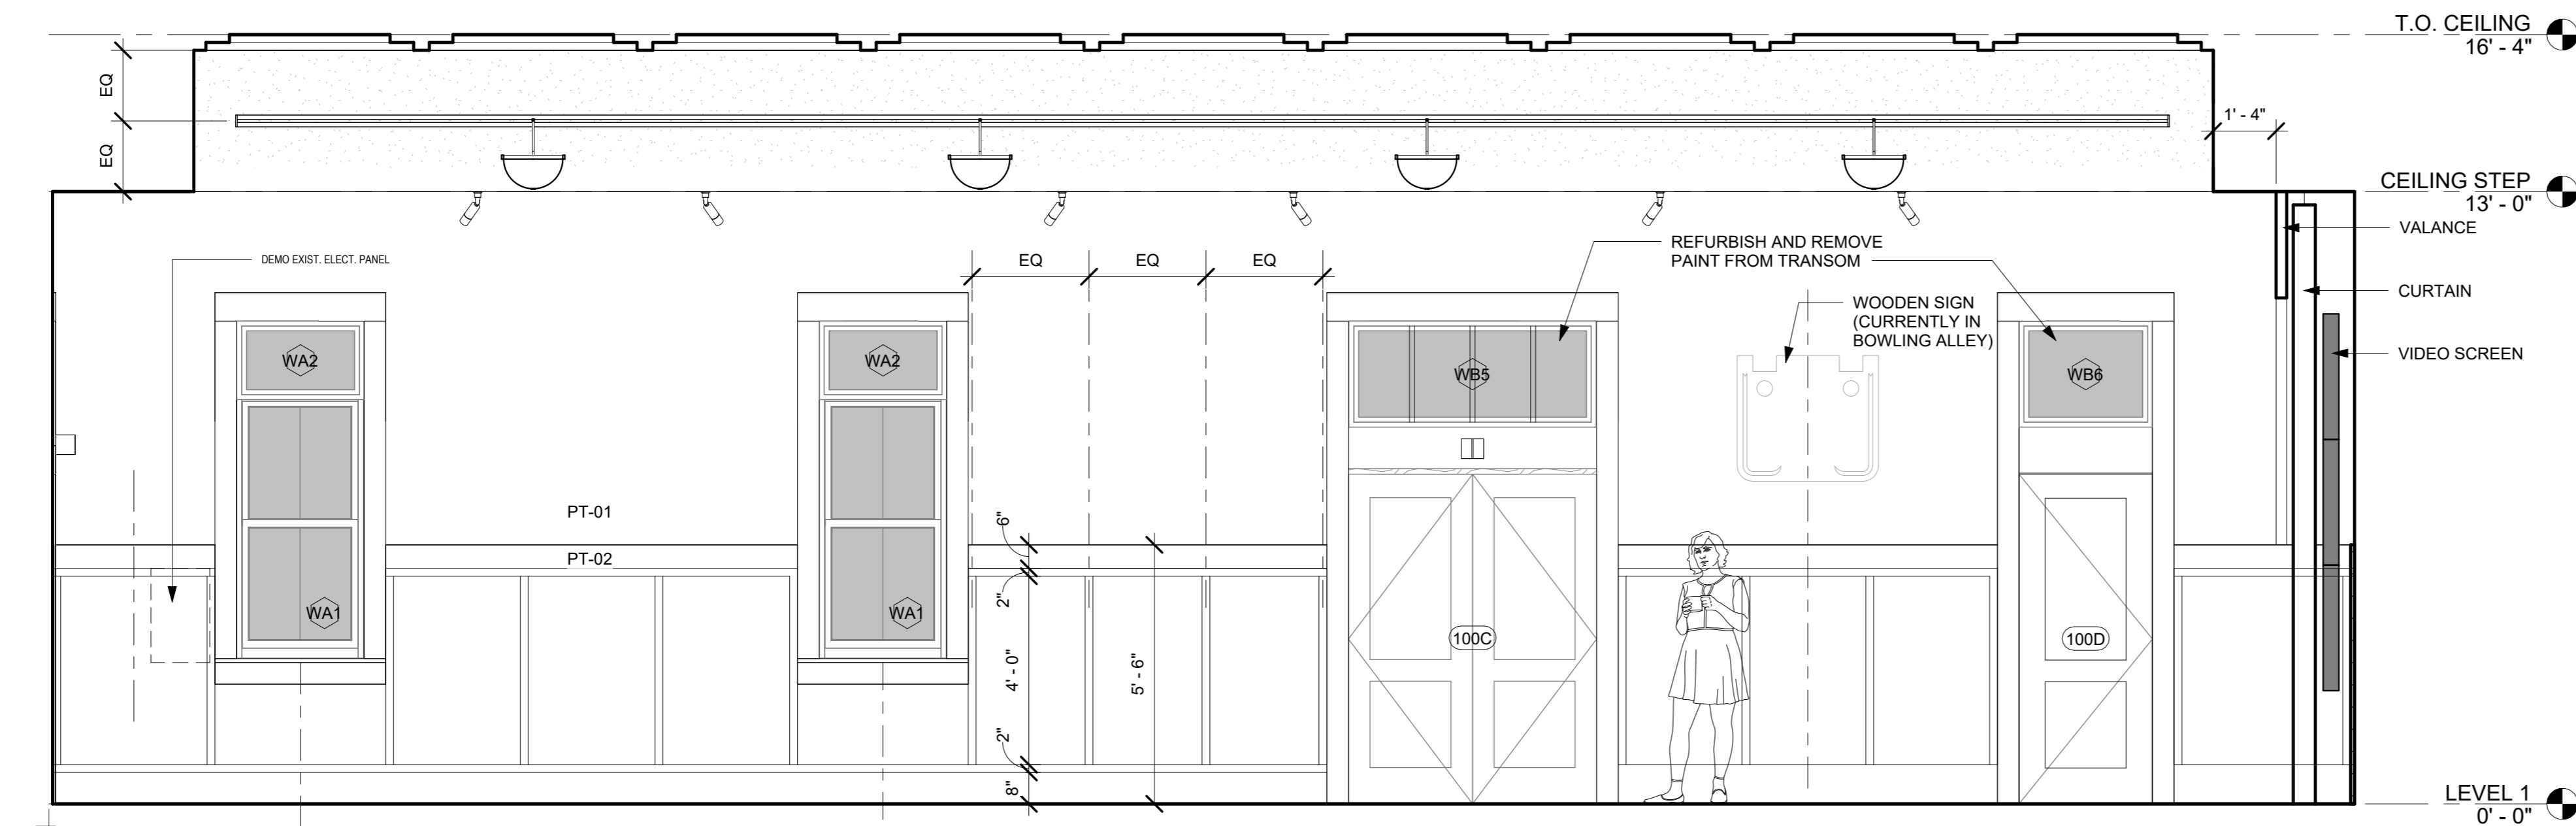 T.O. CEILING
16' - 4"
EQ
EQ
1' - 4"
CEILING STEP
13' - 0"
VALANCE
DEMO EXIST. ELECT. PANEL
EQ
EQ
EQ
REFURBISH AND REMOVE
PAINT FROM TRANSOM
CURTAIN
WOODEN SIGN
(CURRENTLY IN
BOWLING ALLEY)
VIDEO SCREEN
WA2
WA2
WB5
WB6
PT-01
6"
PT-02
2"
WA1
WA1
100C
100D
4' - 0"
5' - 6"
2"
8"
LEVEL 1
0' - 0"